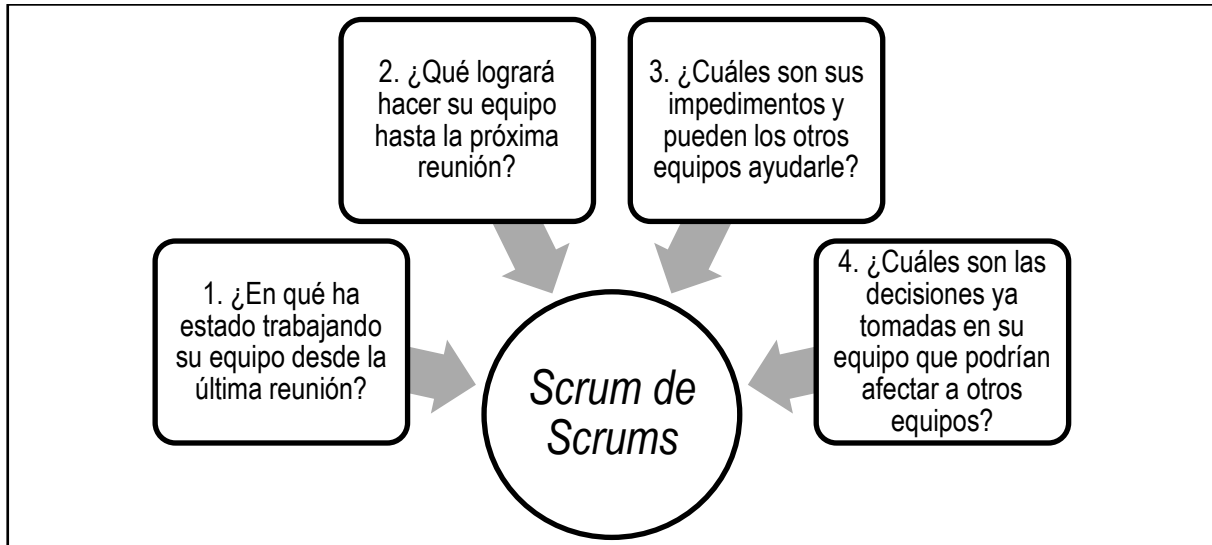 1. ¿En qué ha
estado trabajando
su equipo desde la
última reunión?
2. ¿Qué logrará
hacer su equipo
hasta la próxima
reunión?
3. ¿Cuáles son sus
impedimentos y
pueden los otros
equipos ayudarle?
4. ¿Cuáles son las
decisiones ya
tomadas en su
equipo que podrían
afectar a otros
equipos?
Scrum de
Scrums